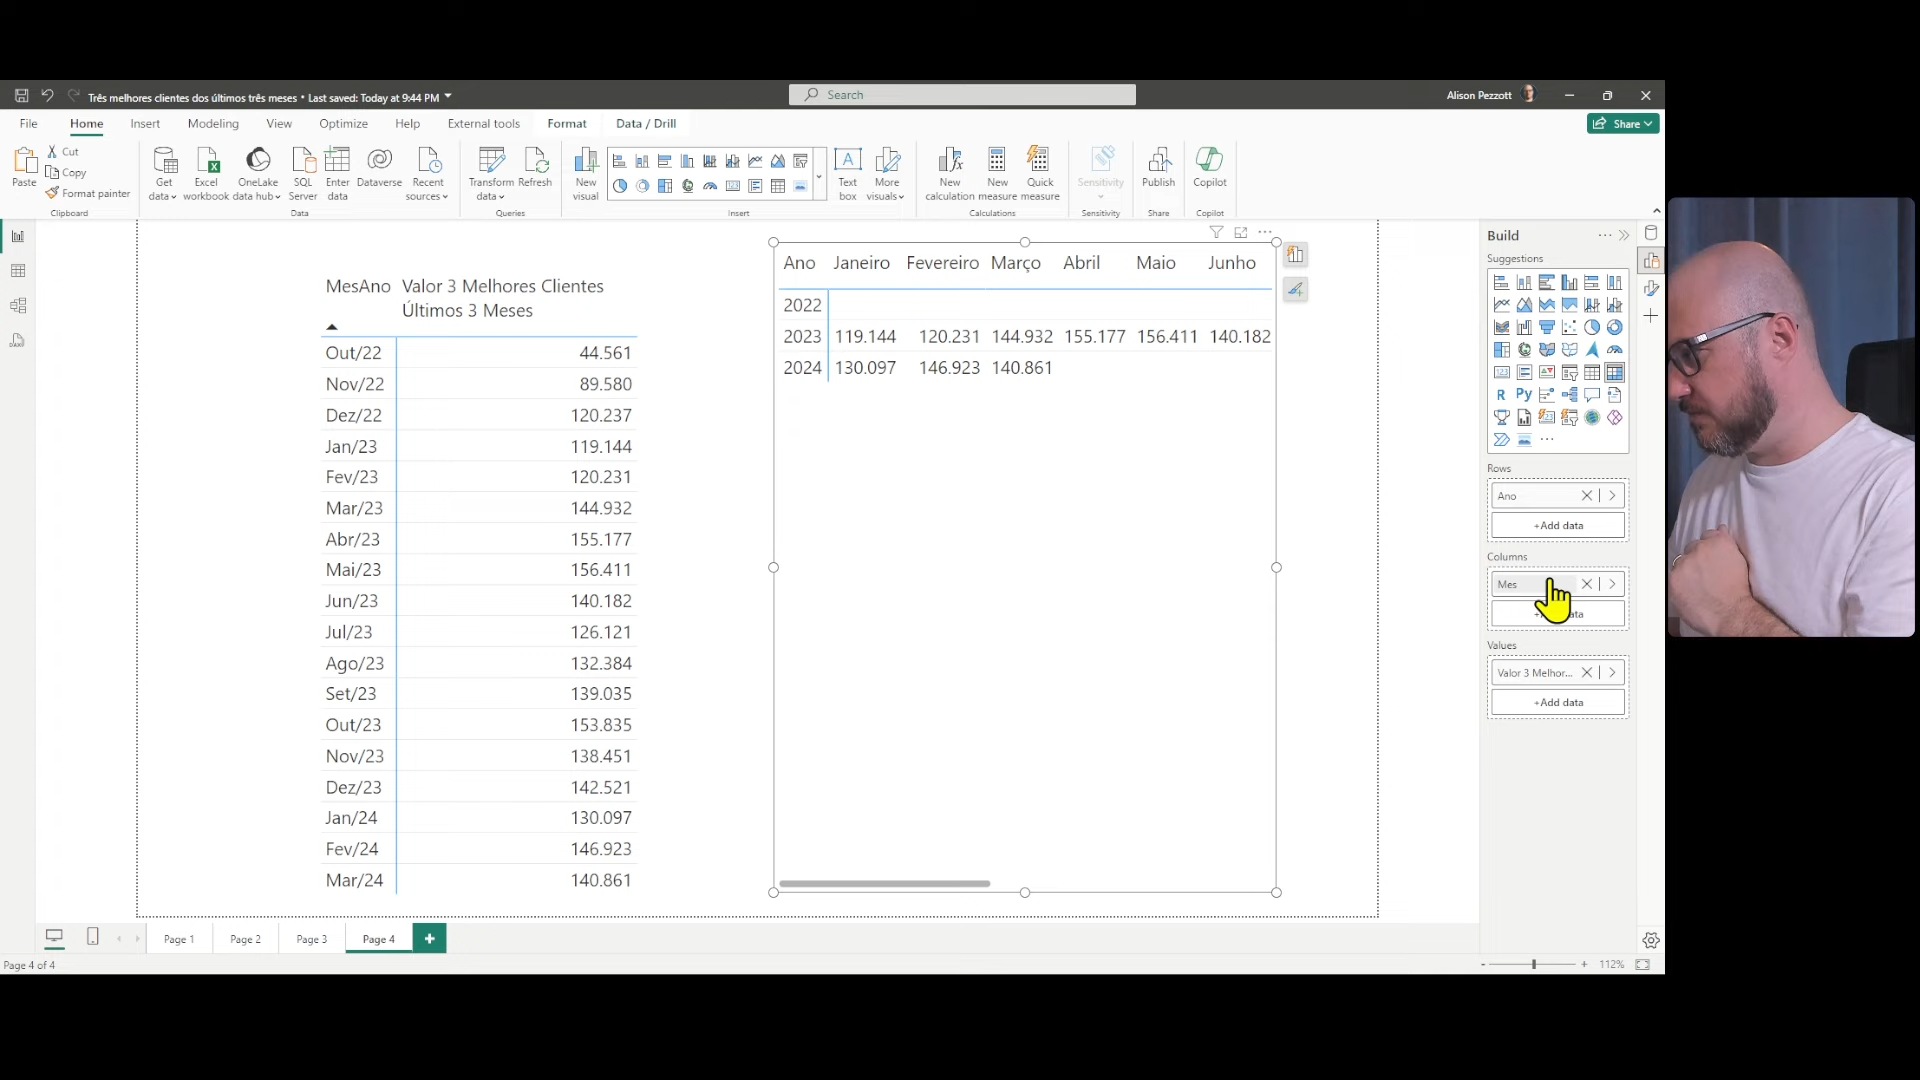 Três melhores clientes dos últimos três meses • Last saved: Today at 9:44 PM
Search
Alison Pezzott
File Home Insert Modeling View Optimize Help External tools Format Data / Drill
Share
Paste
Cut
Copy
Format painter
Clipboard
Get data
Excel workbook
OneLake data hub
SQL Server
Enter data
Dataverse
Recent sources
Data
Transform data
Refresh
Queries
New visual
Text box
More visuals
Insert
New calculation
New measure
Quick measure
Calculations
Sensitivity
Sensitivity
Publish
Share
Copilot
Copilot
MesAno Valor 3 Melhores Clientes
Últimos 3 Meses
Out/22 44.561
Nov/22 89.580
Dez/22 120.237
Jan/23 119.144
Fev/23 120.231
Mar/23 144.932
Abr/23 155.177
Mai/23 156.411
Jun/23 140.182
Jul/23 126.121
Ago/23 132.384
Set/23 139.035
Out/23 153.835
Nov/23 138.451
Dez/23 142.521
Jan/24 130.097
Fev/24 146.923
Mar/24 140.861
Ano Janeiro Fevereiro Março Abril Maio Junho
2022
2023 119.144 120.231 144.932 155.177 156.411 140.182
2024 130.097 146.923 140.861
Build
Suggestions
R Py
Rows
Ano
+Add data
Columns
Mes
Values
Valor 3 Melhor...
+Add data
Page 1 Page 2 Page 3 Page 4
Page 4 of 4
112%